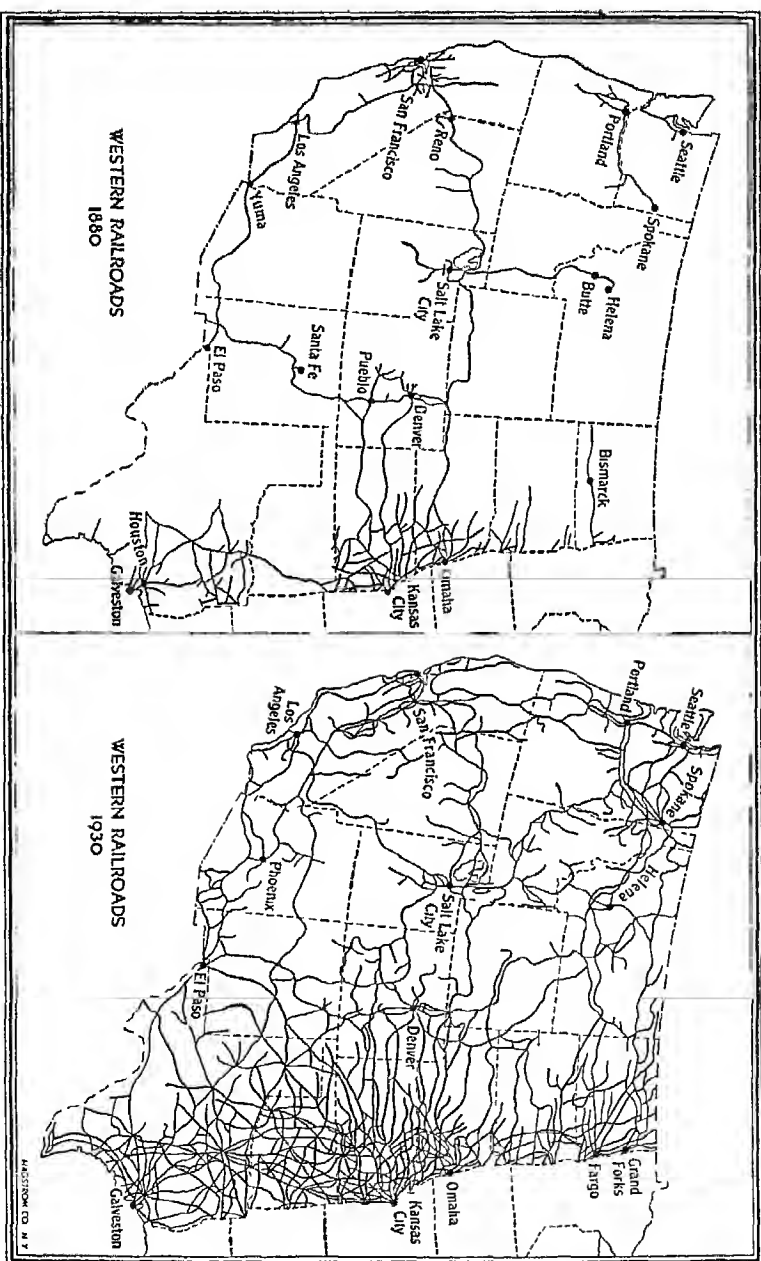 Seattle
Portland
Spokane
Helena
Butte
Bismarck
Reno
San Francisco
Salt Lake
City
Omaha
Denver
Kansas
City
Pueblo
Los Angeles
Santa Fe
Yuma
El Paso
Houston
Galveston
WESTERN RAILROADS
1880
Seattle
Spokane
Portland
Helena
Grand
Forks
Fargo
San Francisco
Salt Lake
City
Omaha
Denver
Kansas
City
Los
Angeles
Phoenix
El Paso
Galveston
WESTERN RAILROADS
1930
HAGSTROM CO. N Y